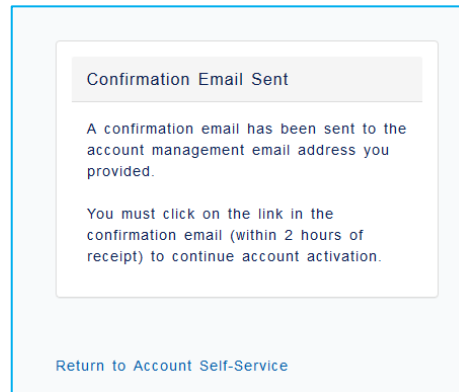 Confirmation Email Sent
A confirmation email has been sent to the
account management email address you
provided.
You must click on the link in the
confirmation email (within 2 hours of
receipt) to continue account activation.
Return to Account Self-Service